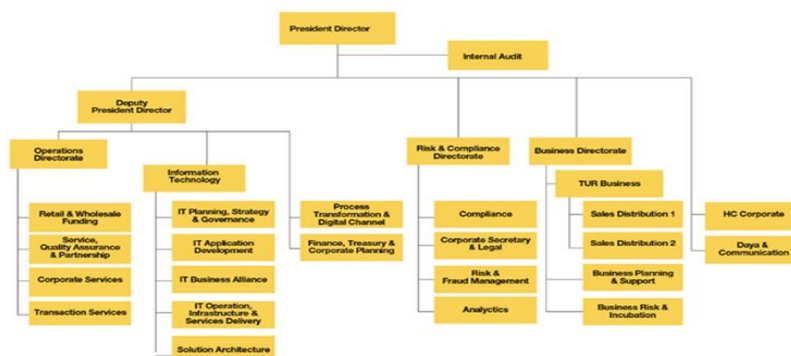 President Director
Internal Audit
Deputy
President Director
Operations
Directorate
Information
Technology
Risk & Compliance
Directorate
Business Directorate
TUR Business
Retail & Wholesale
Funding
Service,
Quality Assurance
& Partnership
Corporate Services
Transaction Services
IT Planning, Strategy
& Governance
IT Application
Development
IT Business Alliance
IT Operation,
Infrastructure &
Services Delivery
Solution Architecture
Process
Transformation &
Digital Channel
Finance, Treasury &
Corporate Planning
Compliance
Corporate Secretary
& Legal
Risk &
Fraud Management
Analyctics
Sales Distribution 1
Sales Distribution 2
Business Planning
& Support
Business Risk &
Incubation
HC Corporate
Daya &
Communication